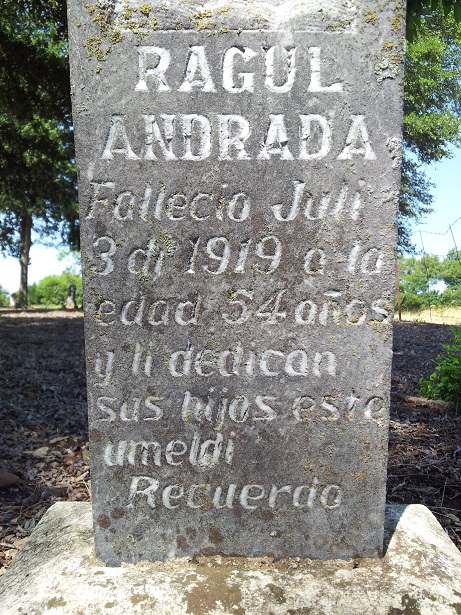 RAGUL
ANDRADA
Fallecio Juli
3 di 1919 a la
edad 54 años
y li dedican
sus hijos este
umeldi
Recuerdo